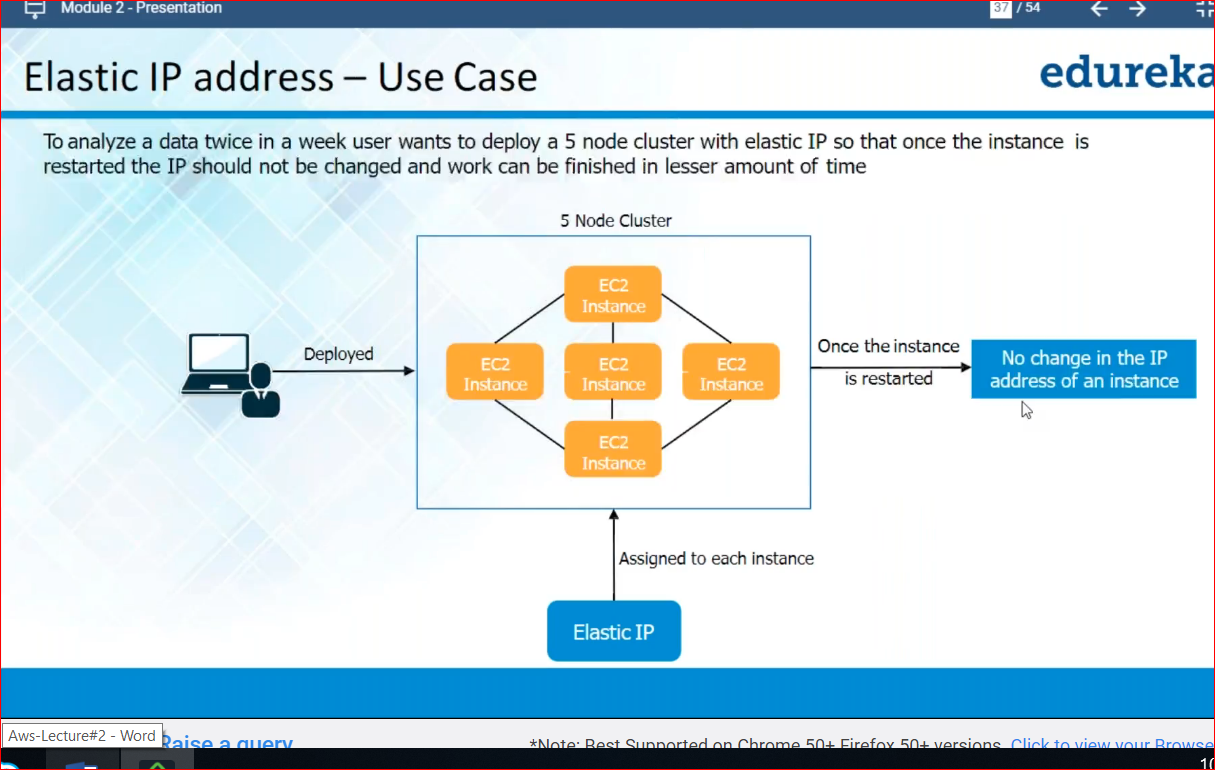 Module 2 - Presentation
37 / 54
Elastic IP address – Use Case
edureka
To analyze a data twice in a week user wants to deploy a 5 node cluster with elastic IP so that once the instance is
restarted the IP should not be changed and work can be finished in lesser amount of time
5 Node Cluster
EC2
Instance
Deployed
EC2
Instance
EC2
Instance
EC2
Instance
EC2
Instance
Once the instance
is restarted
No change in the IP
address of an instance
Assigned to each instance
Elastic IP
Aws-Lecture#2 - Word
Raise a query
*Note: Best Supported on Chrome 50+ Firefox 50+ versions. Click to view your Browse
10